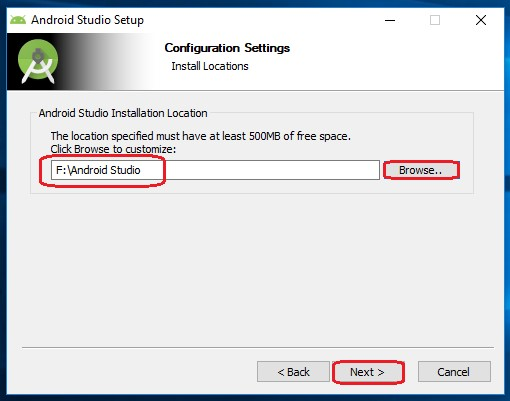 Android Studio Setup
Configuration Settings
Install Locations
Android Studio Installation Location
The location specified must have at least 500MB of free space.
Click Browse to customize:
F:\Android Studio
Browse..
< Back
Next >
Cancel